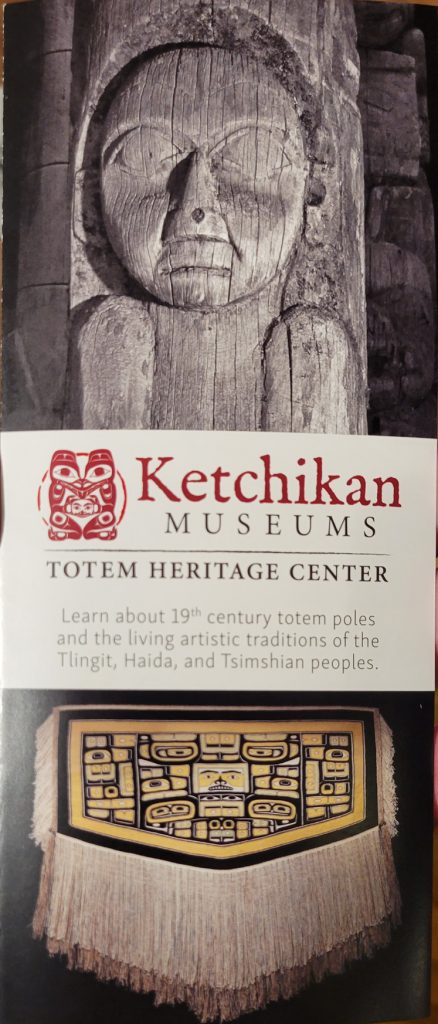 Ketchikan
MUSEUMS
TOTEM HERITAGE CENTER
Learn about 19th century totem poles
and the living artistic traditions of the
Tlingit, Haida, and Tsimshian peoples.